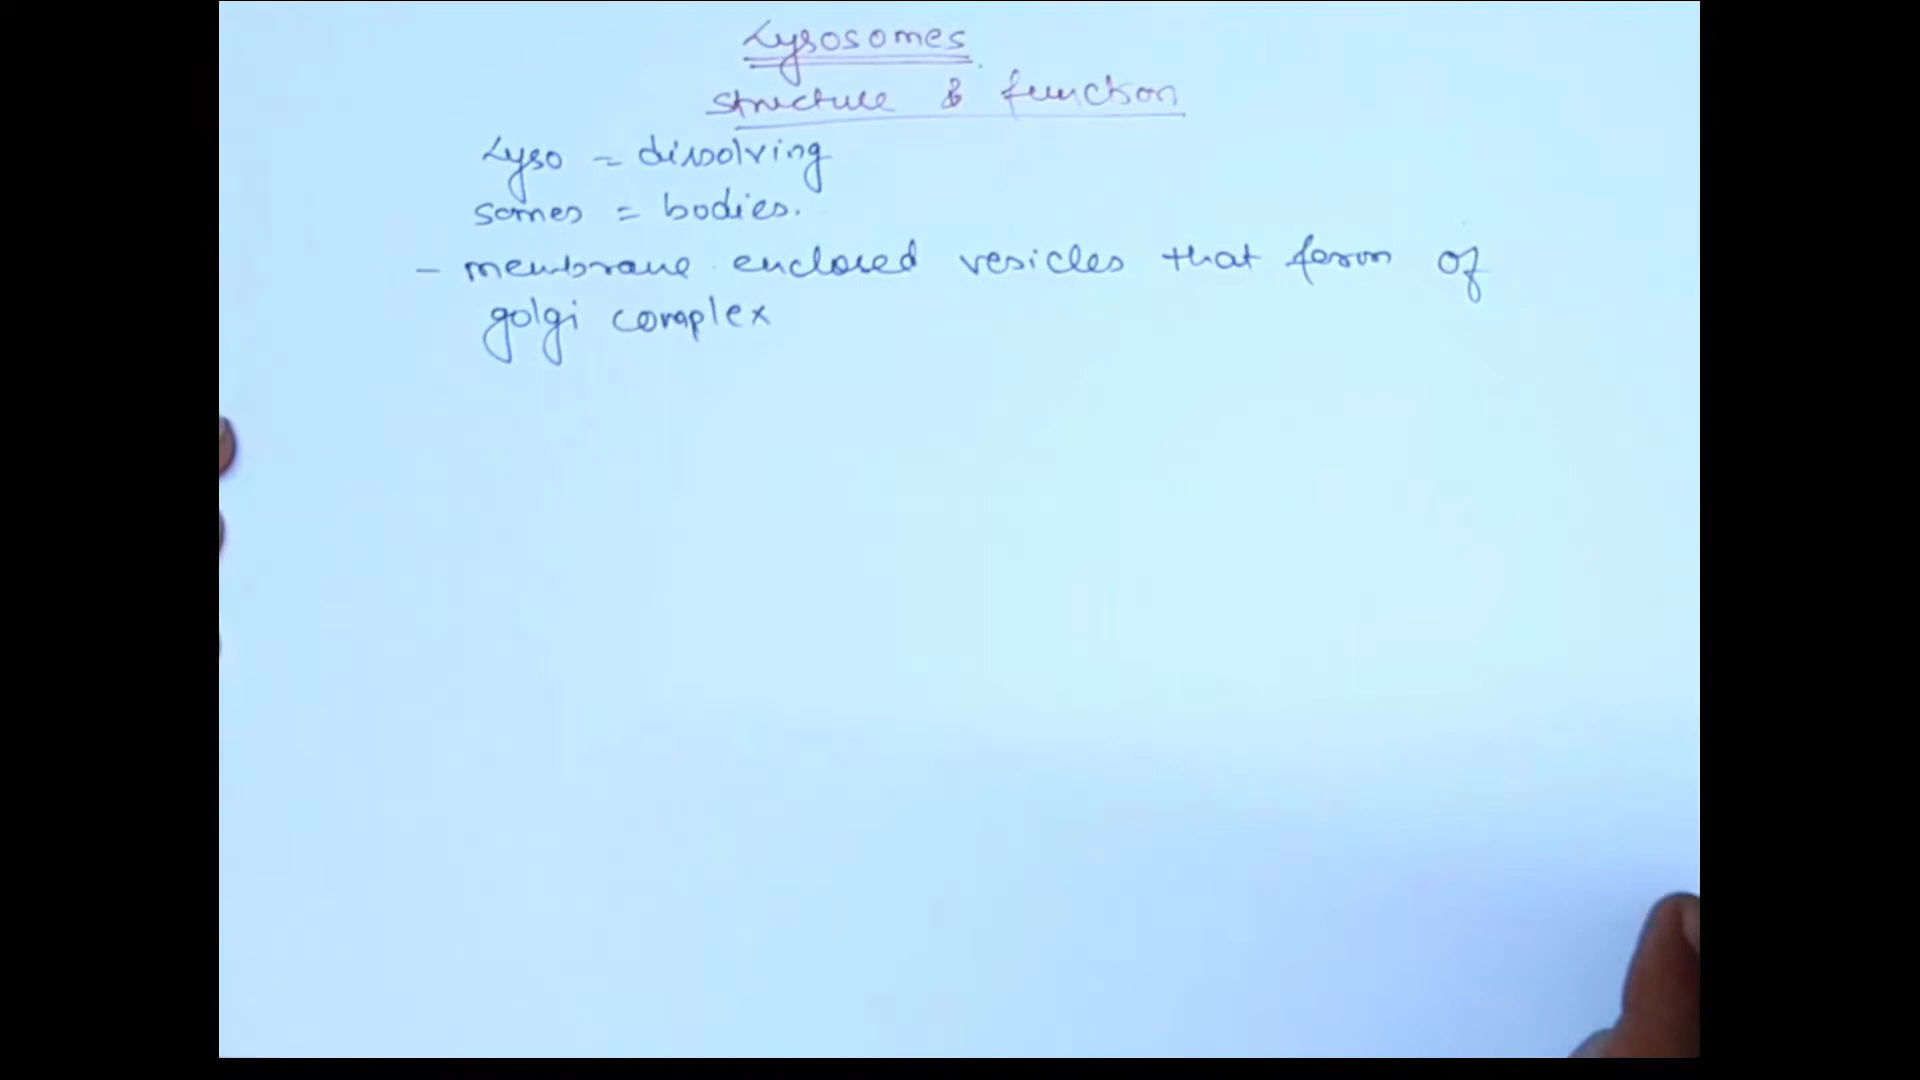 Lysosomes
structure & function
Lyso = dissolving
somes = bodies.
- membrane enclosed vesicles that form of
golgi complex